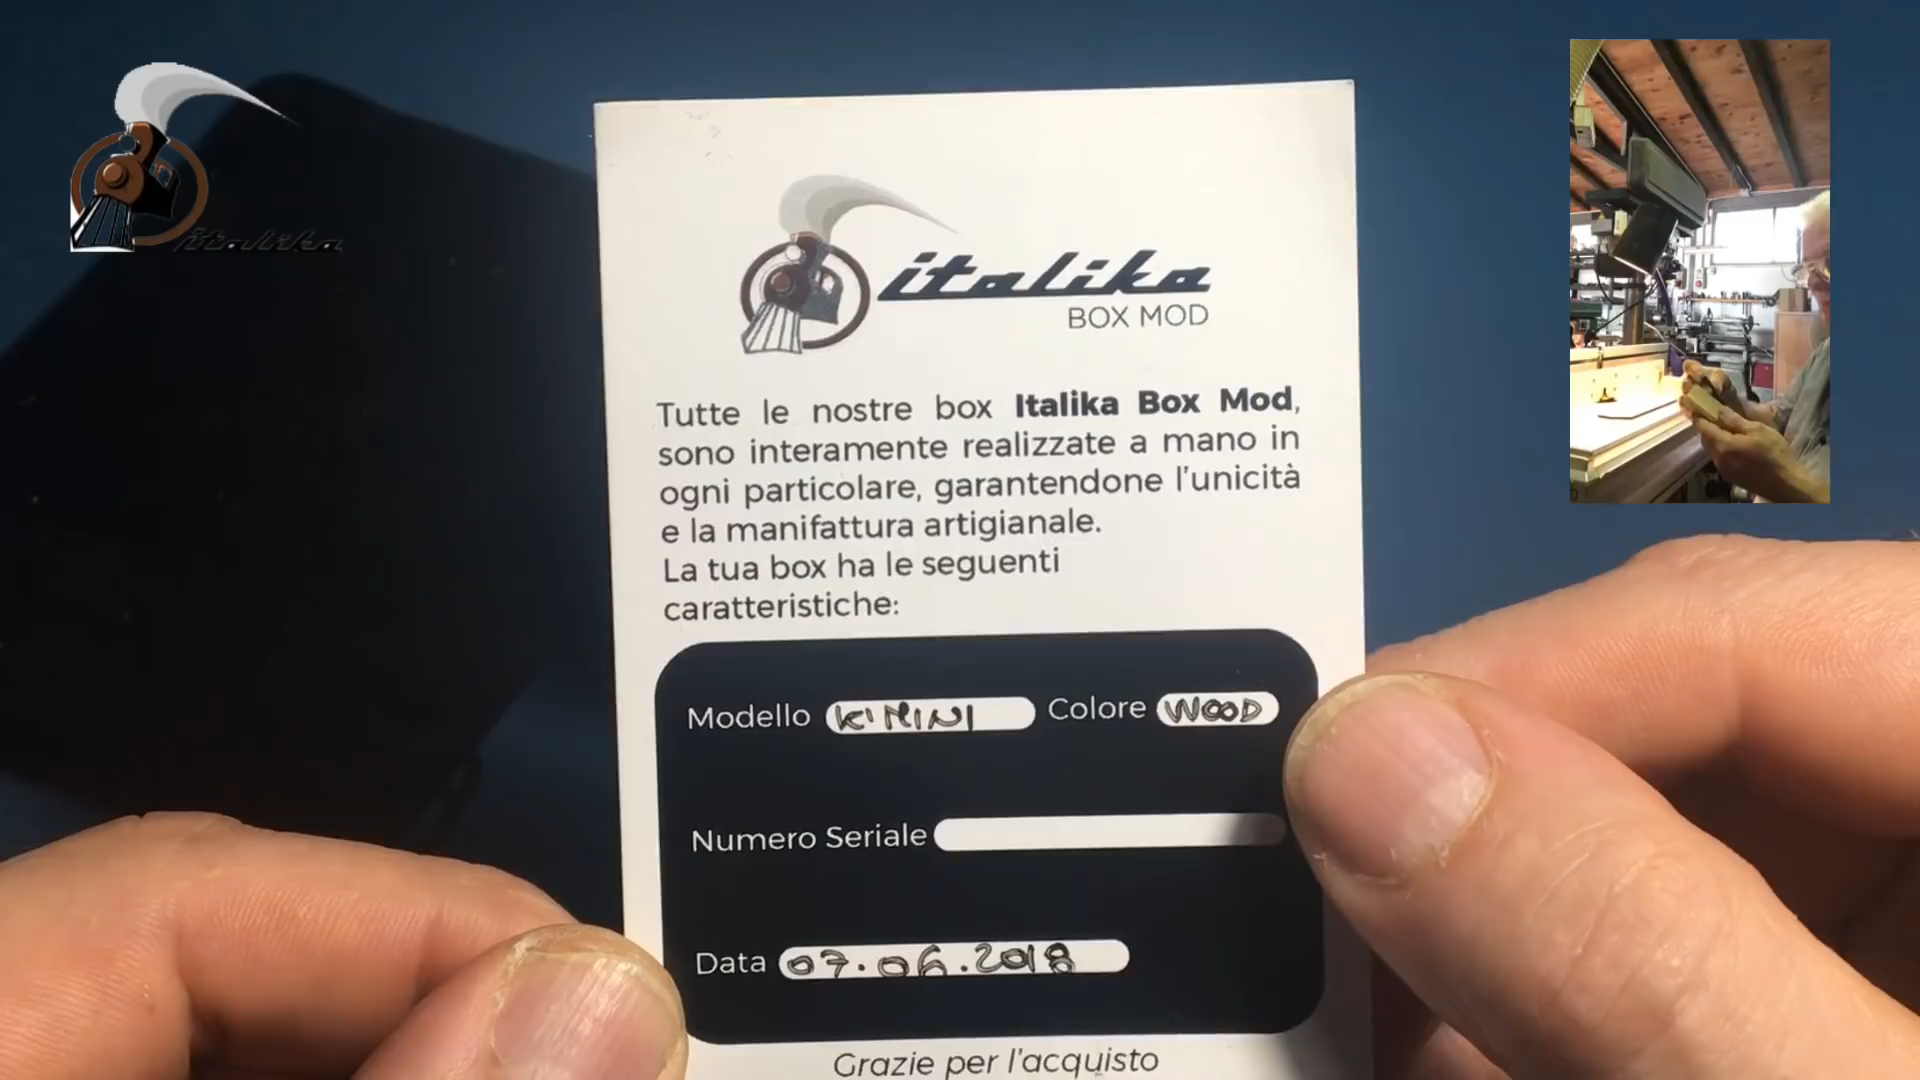 italika
italika
BOX MOD
Tutte le nostre box Italika Box Mod,
sono interamente realizzate a mano in
ogni particolare, garantendone l'unicità
e la manifattura artigianale.
La tua box ha le seguenti
caratteristiche:
Modello KIMINI Colore WOOD
Numero Seriale
Data 07.06.2018
Grazie per l'acquisto